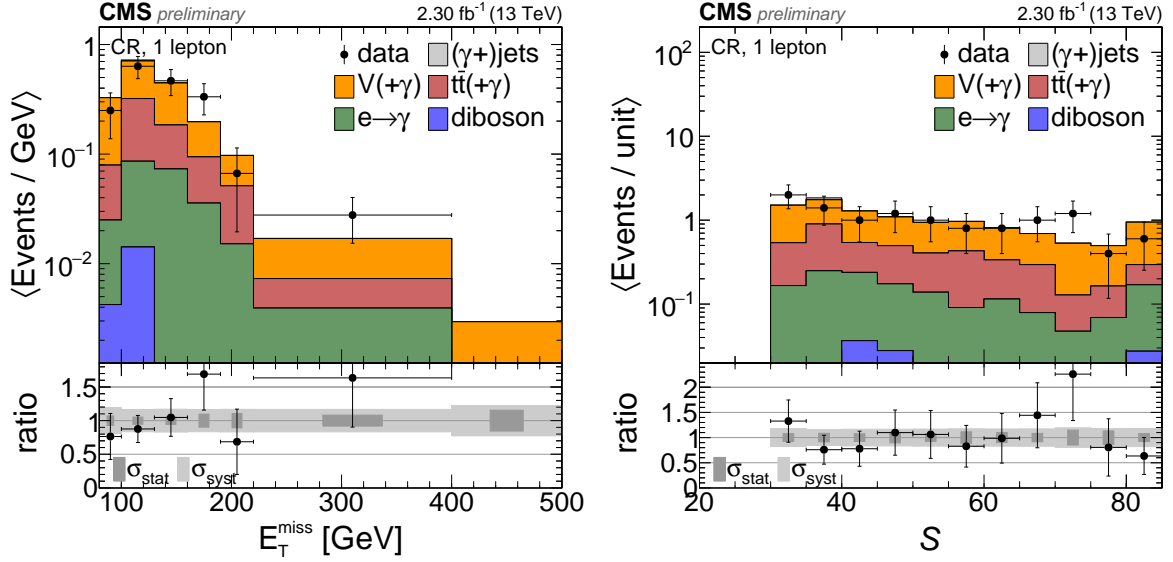 CMS preliminary 2.30 fb⁻¹ (13 TeV)
CR, 1 lepton
data
(γ+)jets
V(+γ)
tt̄(+γ)
e→γ
diboson
⟨Events / GeV⟩
1
10⁻¹
10⁻²
ratio
1.5
1
0.5
0
σstat
σsyst
100 200 300 400 500
E_T^miss [GeV]
CMS preliminary 2.30 fb⁻¹ (13 TeV)
CR, 1 lepton
data
(γ+)jets
V(+γ)
tt̄(+γ)
e→γ
diboson
⟨Events / unit⟩
10²
10
1
10⁻¹
ratio
2
1.5
1
0.5
0
σstat
σsyst
20 40 60 80
S